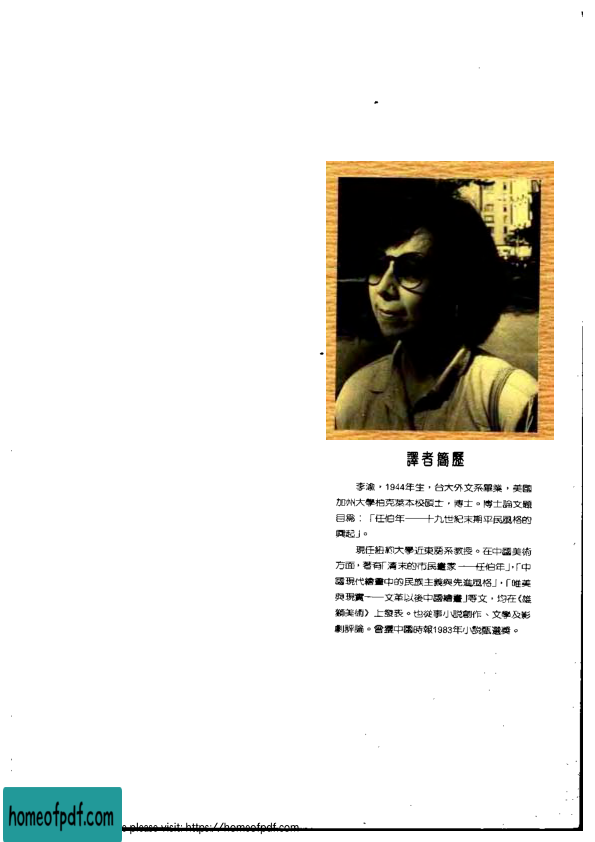 譯者簡歷
李渝，1944年生，台大外文系畢業，美國
加州大學柏克萊本校碩士，博士。博士論文題
目為：「任伯年──十九世紀末期平民風格的
興起」。
現任紐約大學近東語系教授。在中國美術
方面，著有「清末的市民畫家──任伯年」，「中
國現代繪畫中的民族主義與先進風格」，「唯美
與現實──文革以後中國繪畫」等文，均在《雄
獅美術》上發表。也從事小說創作、文學及影
劇評論。曾獲中國時報1983年小說甄選獎。
homeofpdf.com
please visit: https://homeofpdf.com